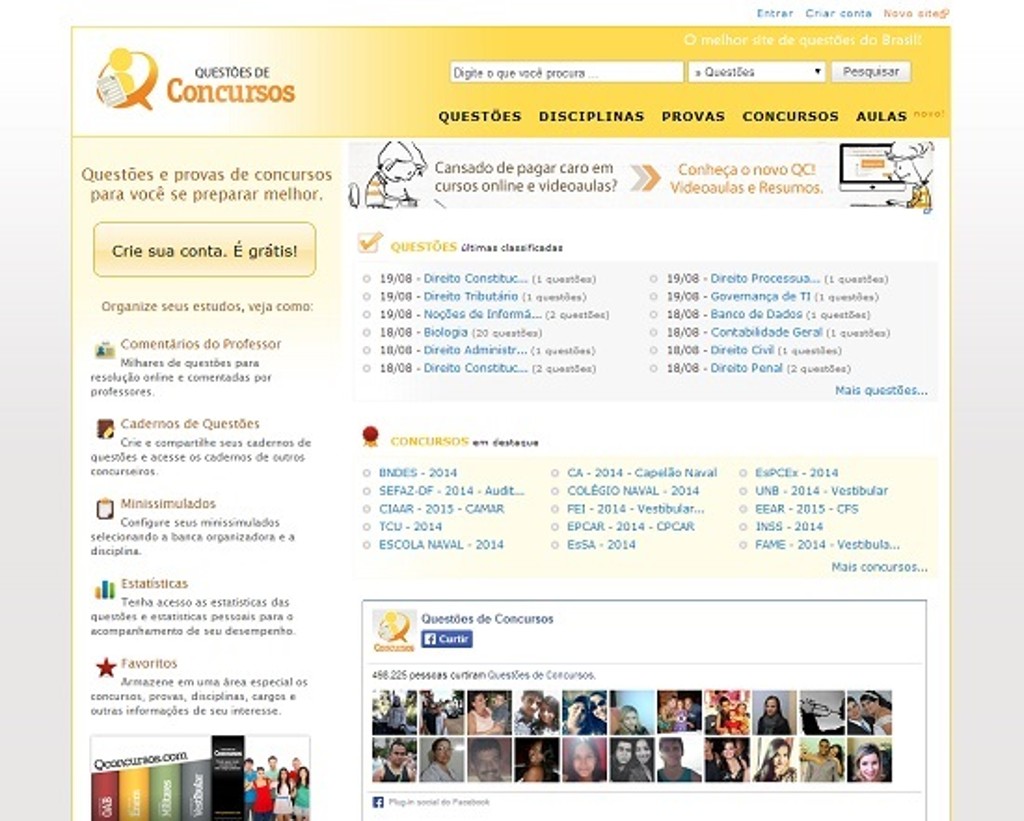 Entrar Criar conta Novo site
O melhor site de questões do Brasil!
QUESTÕES DE
Concursos
Digite o que você procura ... » Questões Pesquisar
QUESTÕES DISCIPLINAS PROVAS CONCURSOS AULAS novo!
Questões e provas de concursos
para você se preparar melhor.
Crie sua conta. É grátis!
Organize seus estudos, veja como:
Comentários do Professor
Milhares de questões para
resolução online e comentadas por
professores.
Cadernos de Questões
Crie e compartilhe seus cadernos de
questões e acesse os cadernos de outros
concurseiros.
Minissimulados
Configure seus minissimulados
selecionando a banca organizadora e a
disciplina.
Estatísticas
Tenha acesso as estatísticas das
questões e estatísticas pessoais para o
acompanhamento de seu desempenho.
Favoritos
Armazene em uma área especial os
concursos, provas, disciplinas, cargos e
outras informações de seu interesse.
Qconcursos.com
OAB
Militares
Vestibular
Concursos
Cansado de pagar caro em
cursos online e videoaulas?
Conheça o novo QC!
Videoaulas e Resumos.
QUESTÕES últimas classificadas
19/08 - Direito Constituc... (1 questões)
19/08 - Direito Tributário (1 questões)
19/08 - Noções de Informá... (2 questões)
18/08 - Biologia (20 questões)
18/08 - Direito Administr... (1 questões)
18/08 - Direito Constituc... (2 questões)
19/08 - Direito Processua... (1 questões)
19/08 - Governança de TI (1 questões)
18/08 - Banco de Dados (1 questões)
18/08 - Contabilidade Geral (1 questões)
18/08 - Direito Civil (1 questões)
18/08 - Direito Penal (2 questões)
Mais questões...
CONCURSOS em destaque
BNDES - 2014
SEFAZ-DF - 2014 - Audit...
CIAAR - 2015 - CAMAR
TCU - 2014
ESCOLA NAVAL - 2014
CA - 2014 - Capelão Naval
COLÉGIO NAVAL - 2014
FEI - 2014 - Vestibular...
EPCAR - 2014 - CPCAR
EsSA - 2014
EsPCEx - 2014
UNB - 2014 - Vestibular
EEAR - 2015 - CFS
INSS - 2014
FAME - 2014 - Vestibula...
Mais concursos...
Concursos
Questões de Concursos
Curtir
498.225 pessoas curtiram Questões de Concursos.
Plug-in social do Facebook